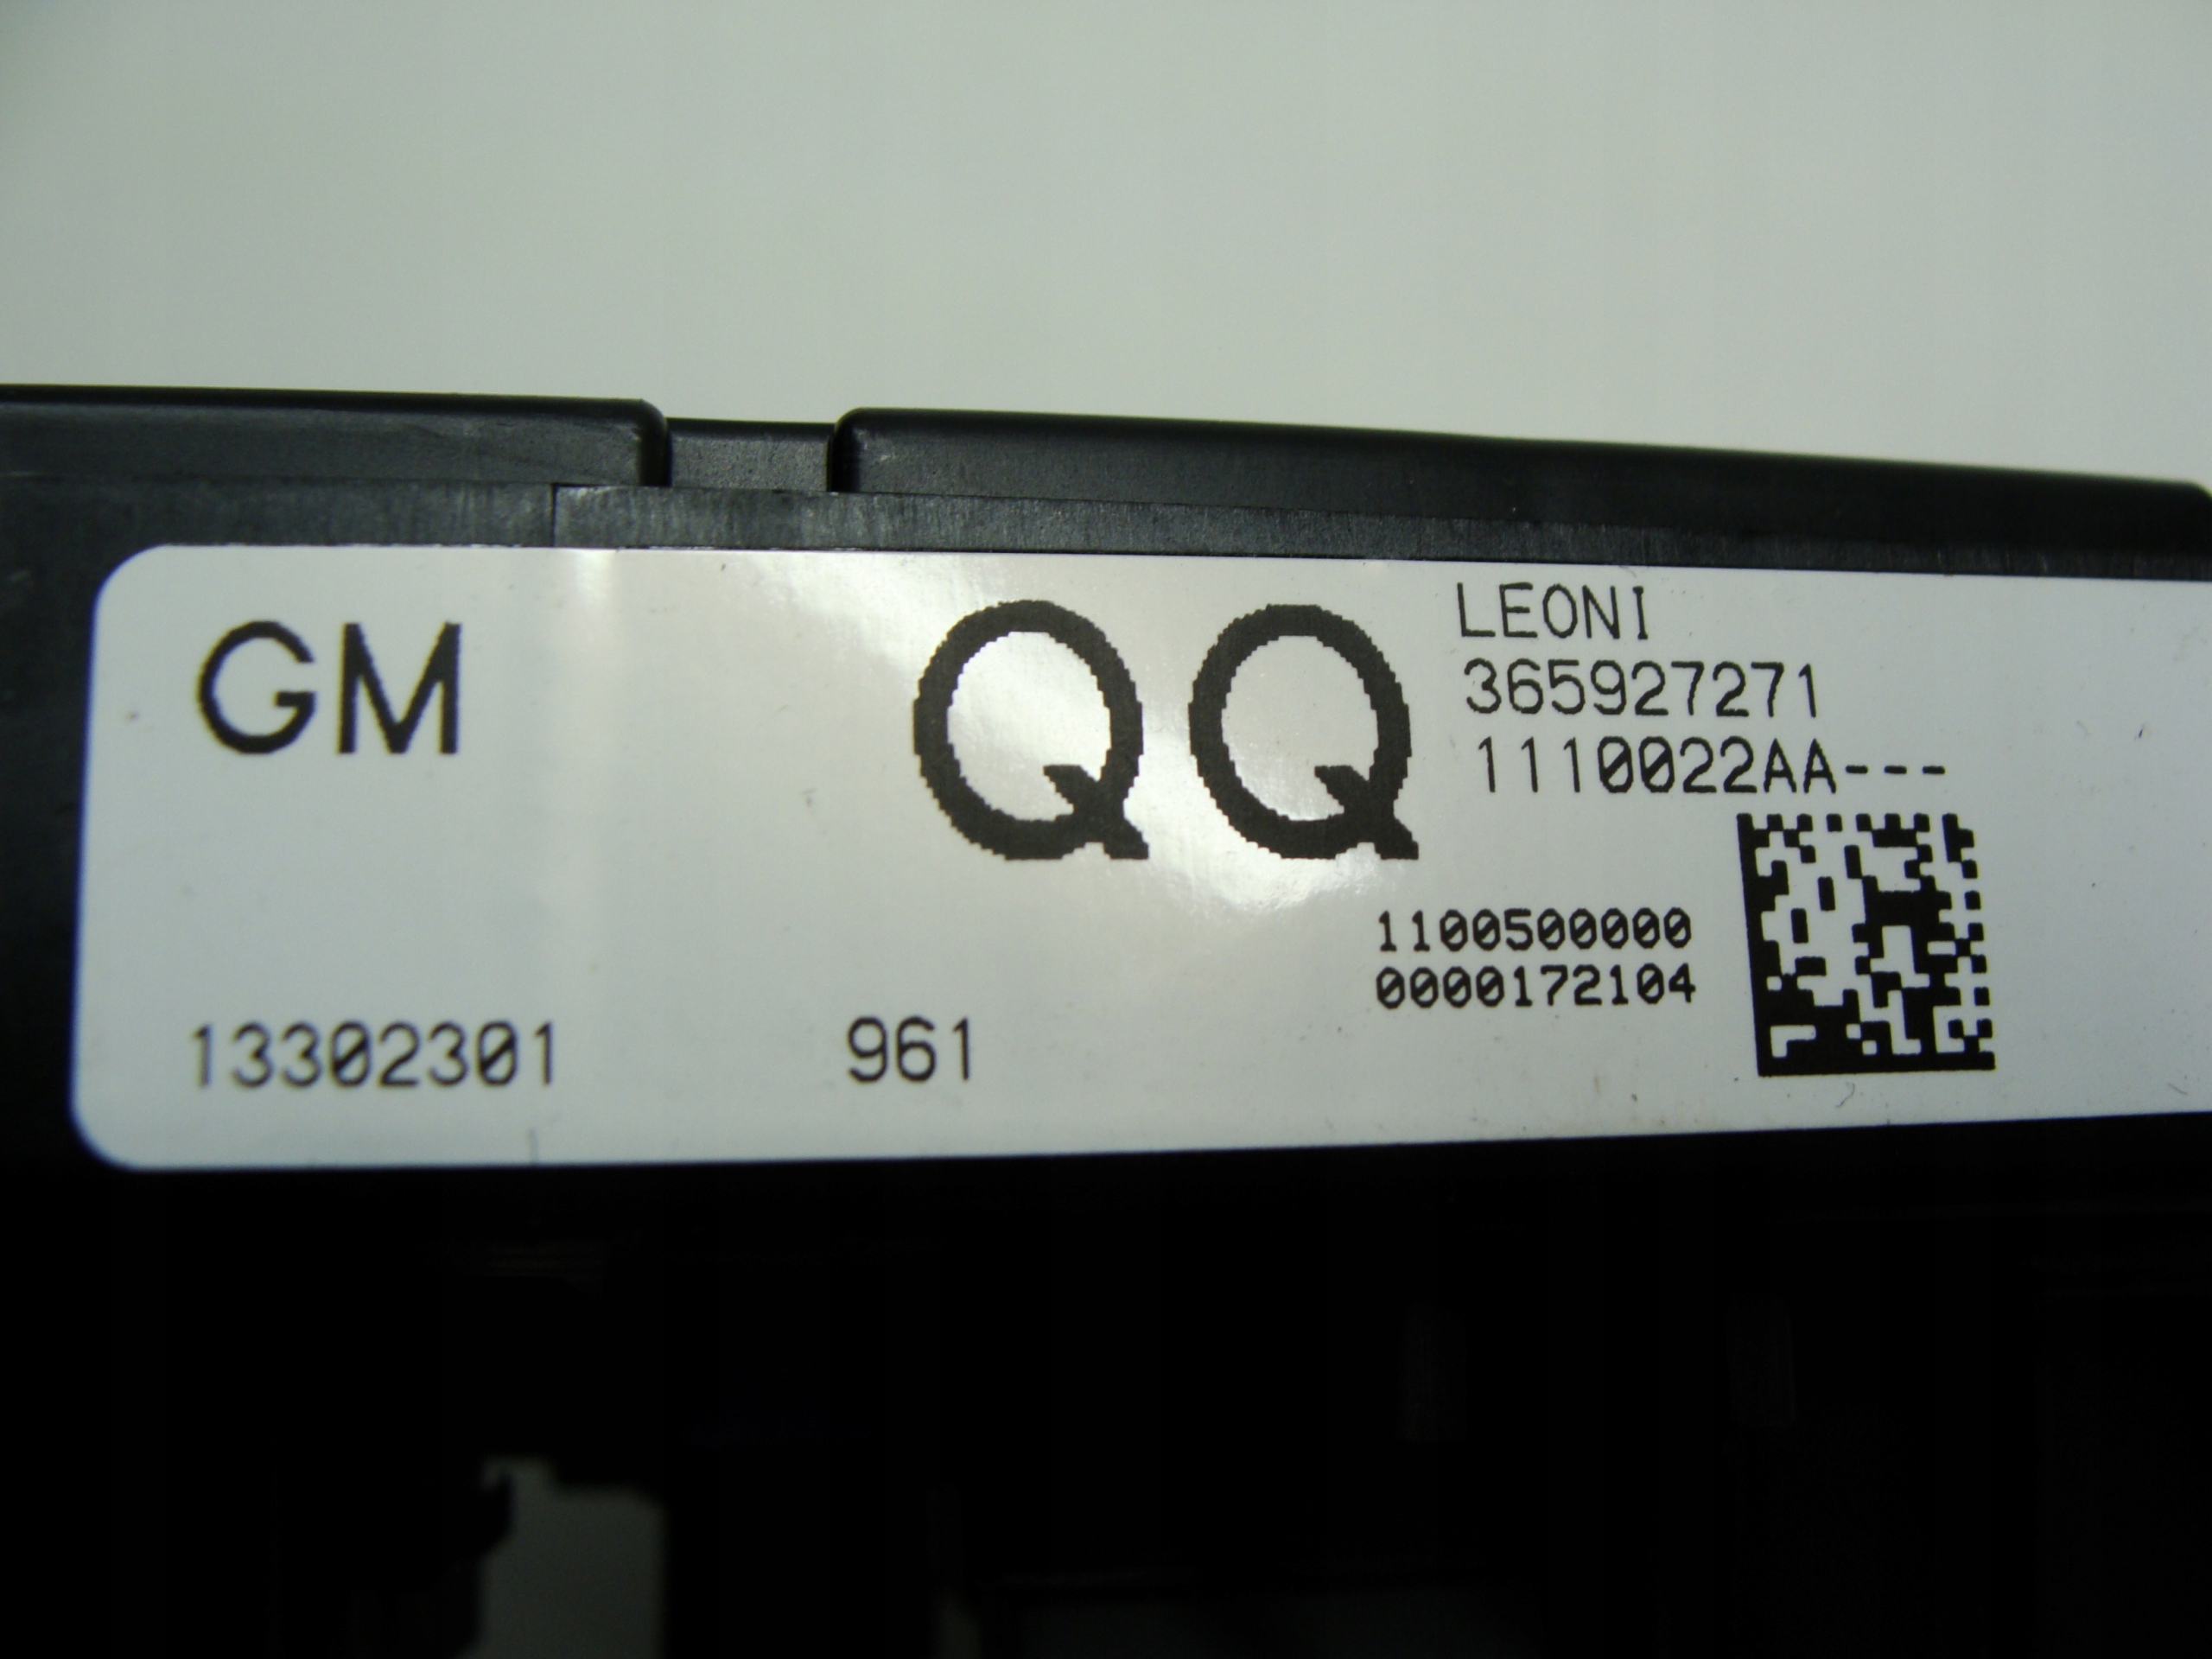 GM
QQ
LEONI
365927271
1110022AA---
1100500000
0000172104
13302301
961